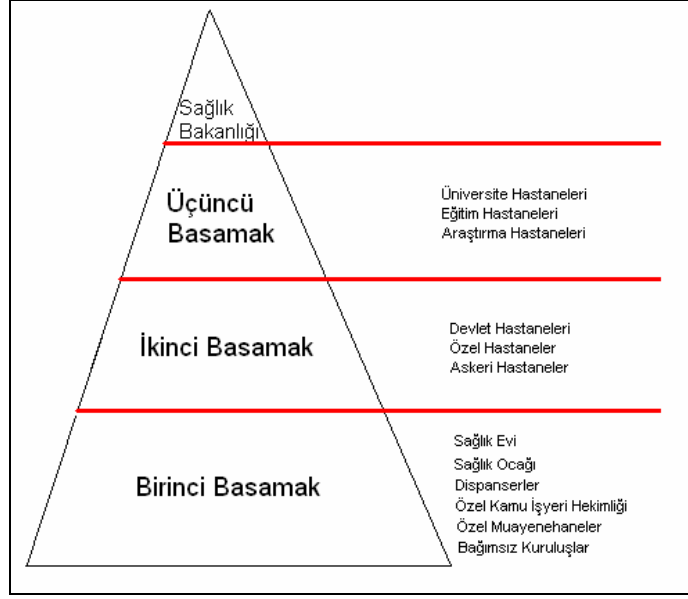 Sağlık
Bakanlığı
Üçüncü
Basamak
Üniversite Hastaneleri
Eğitim Hastaneleri
Araştırma Hastaneleri
İkinci Basamak
Devlet Hastaneleri
Özel Hastaneler
Askeri Hastaneler
Birinci Basamak
Sağlık Evi
Sağlık Ocağı
Dispanserler
Özel Kamu İşyeri Hekimliği
Özel Muayenehaneler
Bağımsız Kuruluşlar